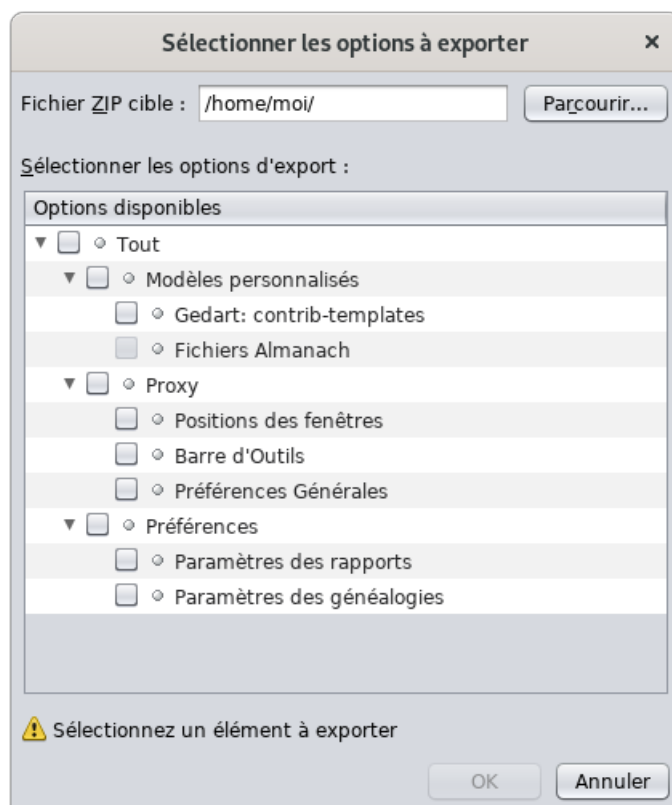 Sélectionner les options à exporter
Fichier ZIP cible : /home/moi/ Parcourir...
Sélectionner les options d'export :
Options disponibles
Tout
Modèles personnalisés
Gedart: contrib-templates
Fichiers Almanach
Proxy
Positions des fenêtres
Barre d'Outils
Préférences Générales
Préférences
Paramètres des rapports
Paramètres des généalogies
Sélectionnez un élément à exporter
OK Annuler